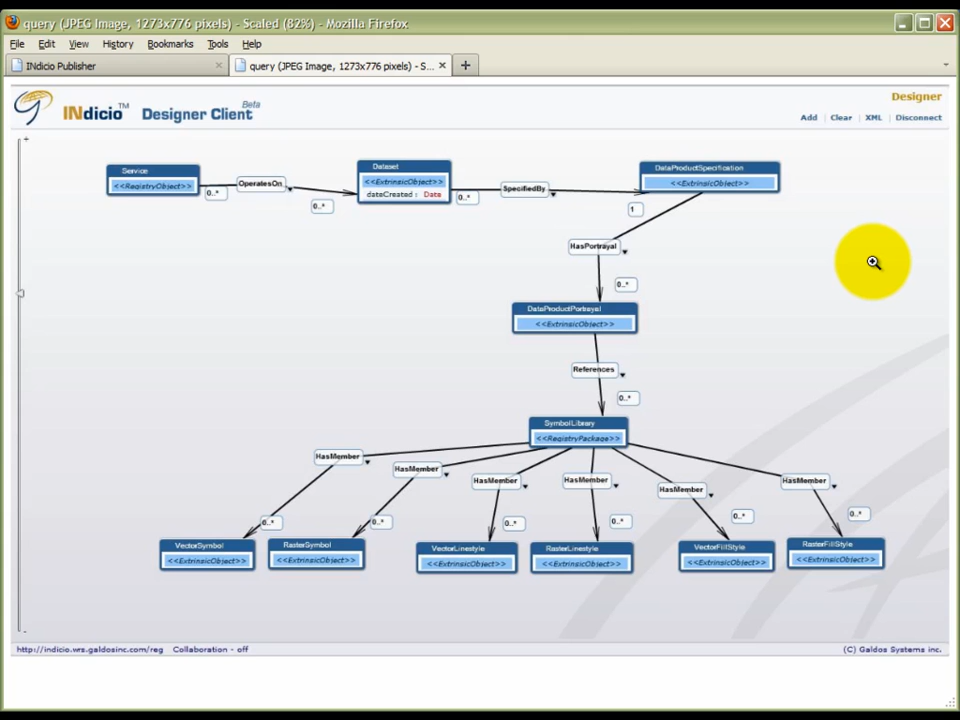 query (JPEG Image, 1273x776 pixels) - Scaled (82%) - Mozilla Firefox
File Edit View History Bookmarks Tools Help
INdicio Publisher
query (JPEG Image, 1273x776 pixels) - S...
INdicio™ Designer Client Beta
Designer
Add | Clear | XML | Disconnect
Service
<<RegistryObject>>
0..*
OperatesOn
0..*
Dataset
<<ExtrinsicObject>>
dateCreated : Date
0..*
SpecifiedBy
DataProductSpecification
<<ExtrinsicObject>>
1
HasPortrayal
0..*
DataProductPortrayal
<<ExtrinsicObject>>
References
0..*
SymbolLibrary
<<RegistryPackage>>
HasMember
HasMember
HasMember
HasMember
HasMember
HasMember
0..*
0..*
0..*
0..*
0..*
0..*
VectorSymbol
<<ExtrinsicObject>>
RasterSymbol
<<ExtrinsicObject>>
VectorLinestyle
<<ExtrinsicObject>>
RasterLinestyle
<<ExtrinsicObject>>
VectorFillStyle
<<ExtrinsicObject>>
RasterFillStyle
<<ExtrinsicObject>>
http://indicio.wrs.galdosinc.com/reg Collaboration - off
(C) Galdos Systems inc.